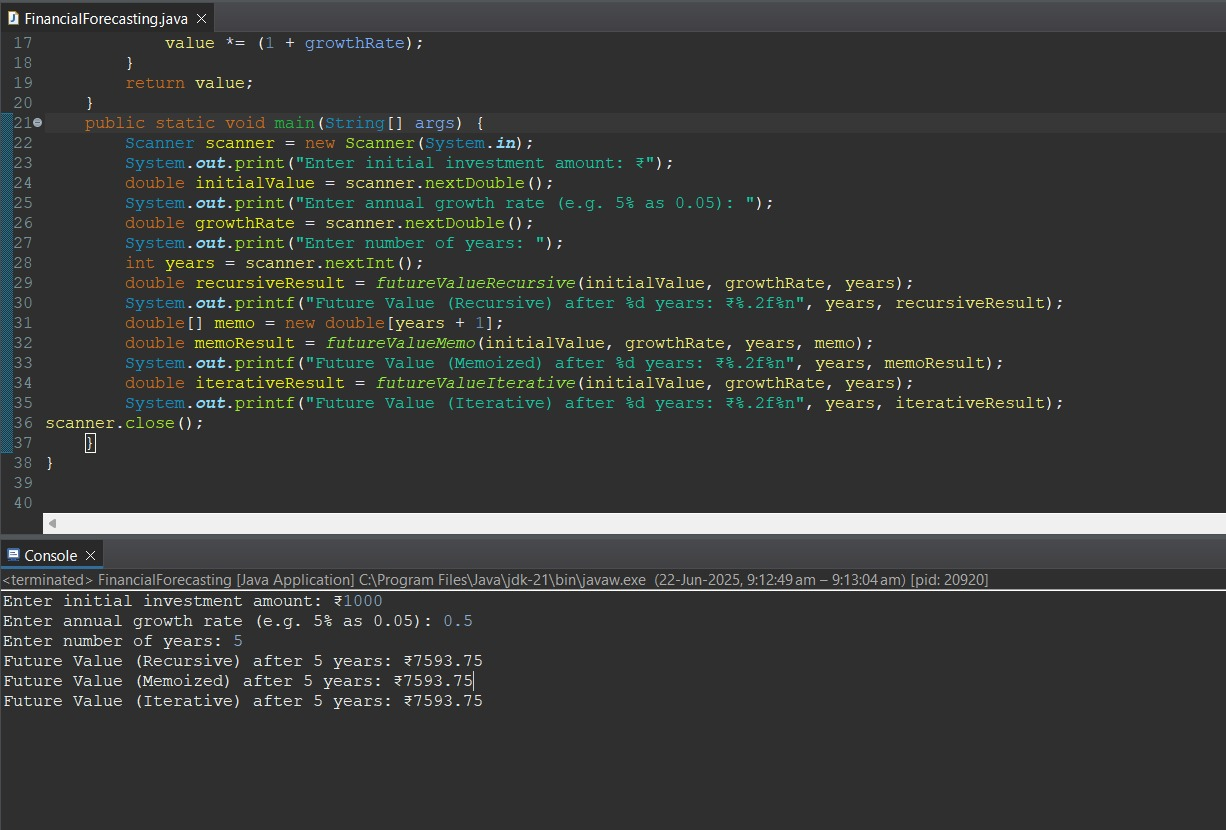 FinancialForecasting.java ×
17            value *= (1 + growthRate);
18        }
19        return value;
20    }
21    public static void main(String[] args) {
22        Scanner scanner = new Scanner(System.in);
23        System.out.print("Enter initial investment amount: ₹");
24        double initialValue = scanner.nextDouble();
25        System.out.print("Enter annual growth rate (e.g. 5% as 0.05): ");
26        double growthRate = scanner.nextDouble();
27        System.out.print("Enter number of years: ");
28        int years = scanner.nextInt();
29        double recursiveResult = futureValueRecursive(initialValue, growthRate, years);
30        System.out.printf("Future Value (Recursive) after %d years: ₹%.2f%n", years, recursiveResult);
31        double[] memo = new double[years + 1];
32        double memoResult = futureValueMemo(initialValue, growthRate, years, memo);
33        System.out.printf("Future Value (Memoized) after %d years: ₹%.2f%n", years, memoResult);
34        double iterativeResult = futureValueIterative(initialValue, growthRate, years);
35        System.out.printf("Future Value (Iterative) after %d years: ₹%.2f%n", years, iterativeResult);
36 scanner.close();
37    }
38 }
39
40
Console ×
<terminated> FinancialForecasting [Java Application] C:\Program Files\Java\jdk-21\bin\javaw.exe (22-Jun-2025, 9:12:49 am – 9:13:04 am) [pid: 20920]
Enter initial investment amount: ₹1000
Enter annual growth rate (e.g. 5% as 0.05): 0.5
Enter number of years: 5
Future Value (Recursive) after 5 years: ₹7593.75
Future Value (Memoized) after 5 years: ₹7593.75
Future Value (Iterative) after 5 years: ₹7593.75